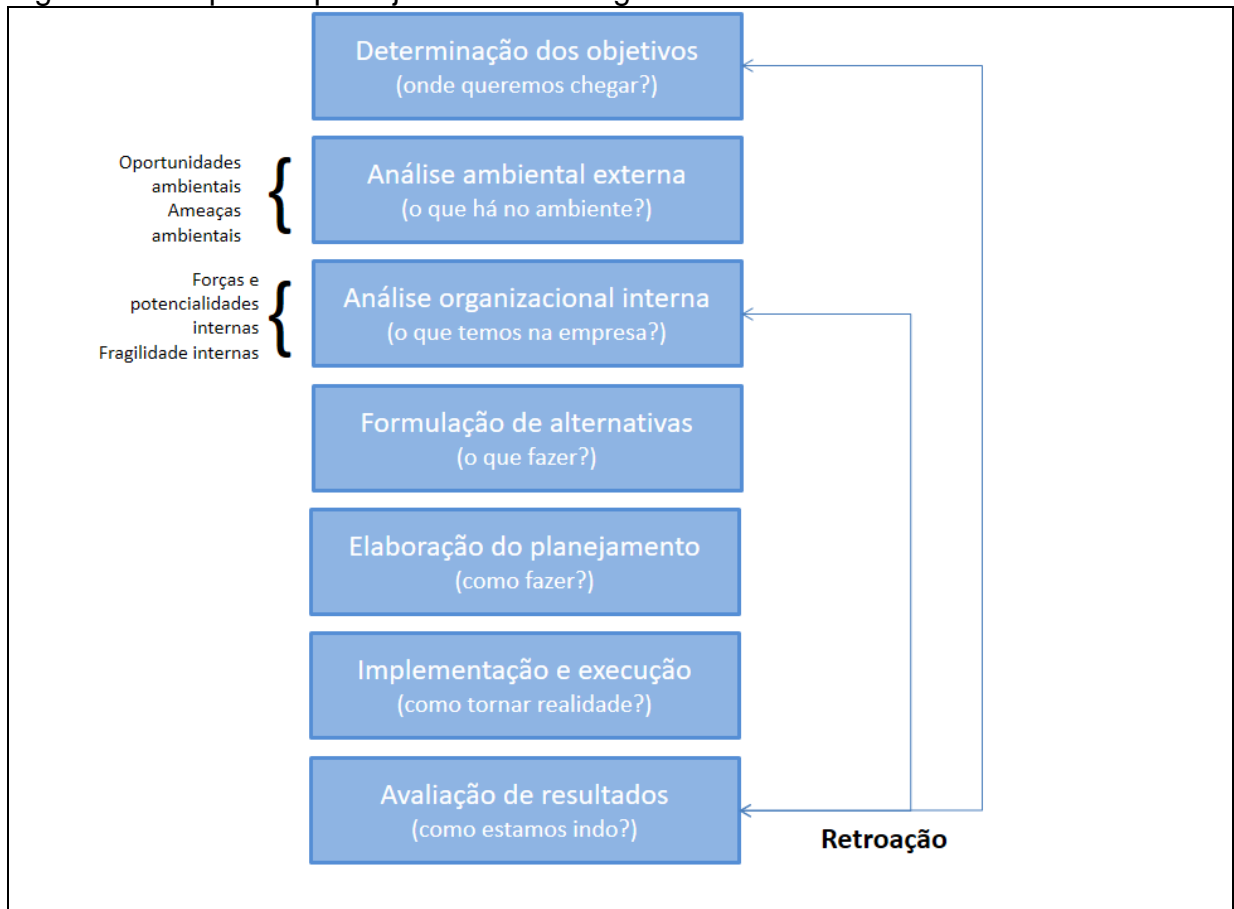 Determinação dos objetivos
(onde queremos chegar?)
Oportunidades
ambientais
Ameaças
ambientais
Análise ambiental externa
(o que há no ambiente?)
Forças e
potencialidades
internas
Fragilidade internas
Análise organizacional interna
(o que temos na empresa?)
Formulação de alternativas
(o que fazer?)
Elaboração do planejamento
(como fazer?)
Implementação e execução
(como tornar realidade?)
Avaliação de resultados
(como estamos indo?)
Retroação